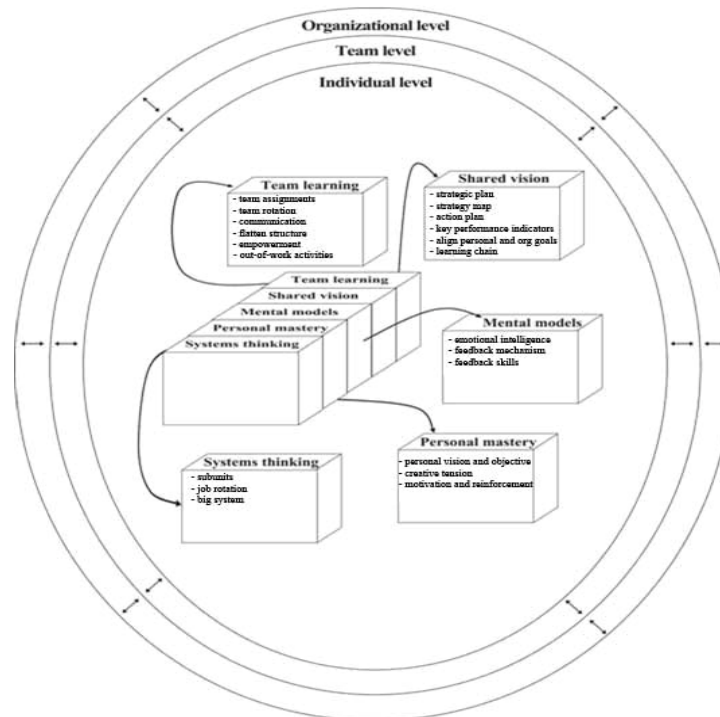 Organizational level
Team level
Individual level
Team learning
- team assignments
- team rotation
- communication
- flatten structure
- empowerment
- out-of-work activities
Shared vision
- strategic plan
- strategy map
- action plan
- key performance indicators
- align personal and org goals
- learning chain
Team learning
Shared vision
Mental models
Personal mastery
Systems thinking
Mental models
- emotional intelligence
- feedback mechanism
- feedback skills
Personal mastery
- personal vision and objective
- creative tension
- motivation and reinforcement
Systems thinking
- subunits
- job rotation
- big system